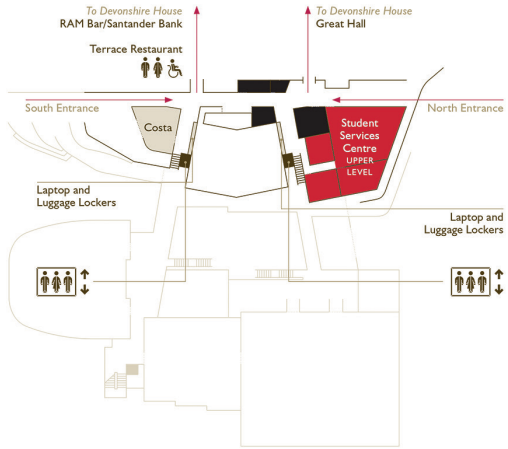 To Devonshire House
RAM Bar/Santander Bank
To Devonshire House
Great Hall
Terrace Restaurant
South Entrance
North Entrance
Costa
Student
Services
Centre
UPPER
LEVEL
Laptop and
Luggage Lockers
Laptop and
Luggage Lockers